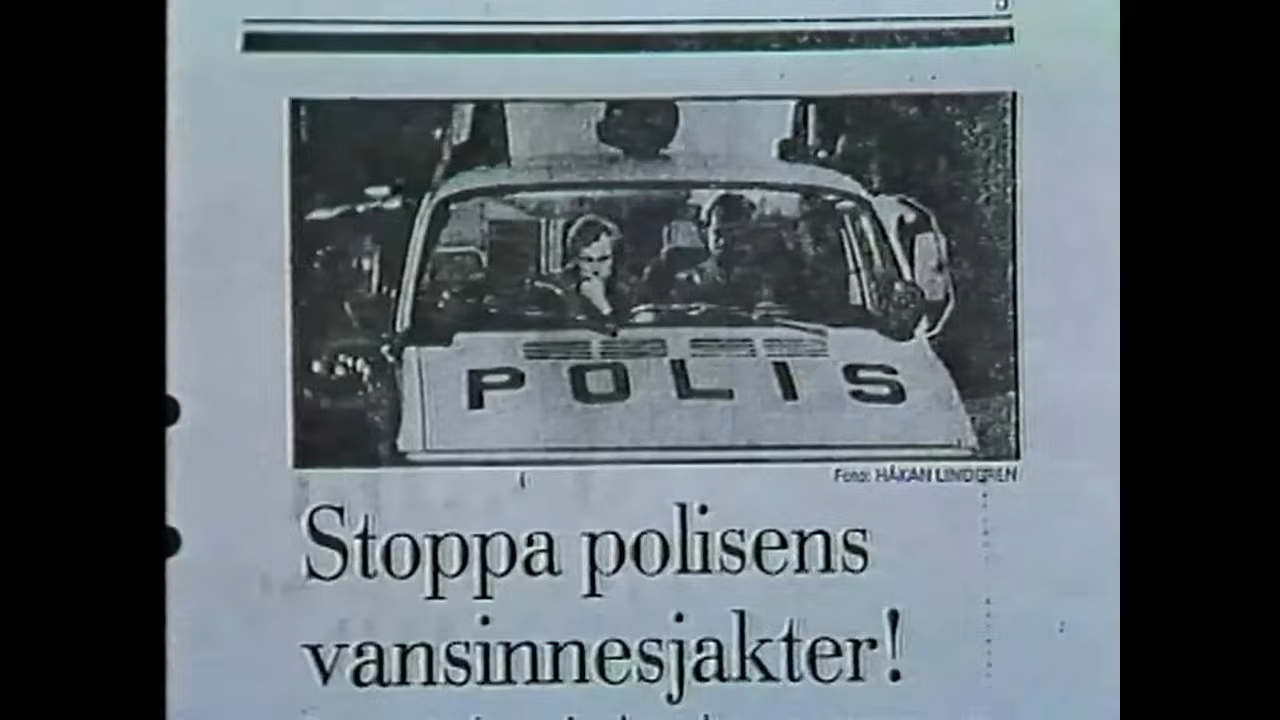 POLIS
Foto: HÅKAN LINDGREN
Stoppa polisens
vansinnesjakter!